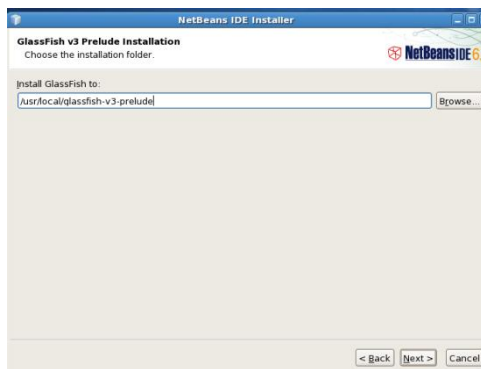 NetBeans IDE Installer
GlassFish v3 Prelude Installation
Choose the installation folder.
NetBeans IDE 6
Install GlassFish to:
/usr/local/glassfish-v3-prelude
Browse...
< Back
Next >
Cancel